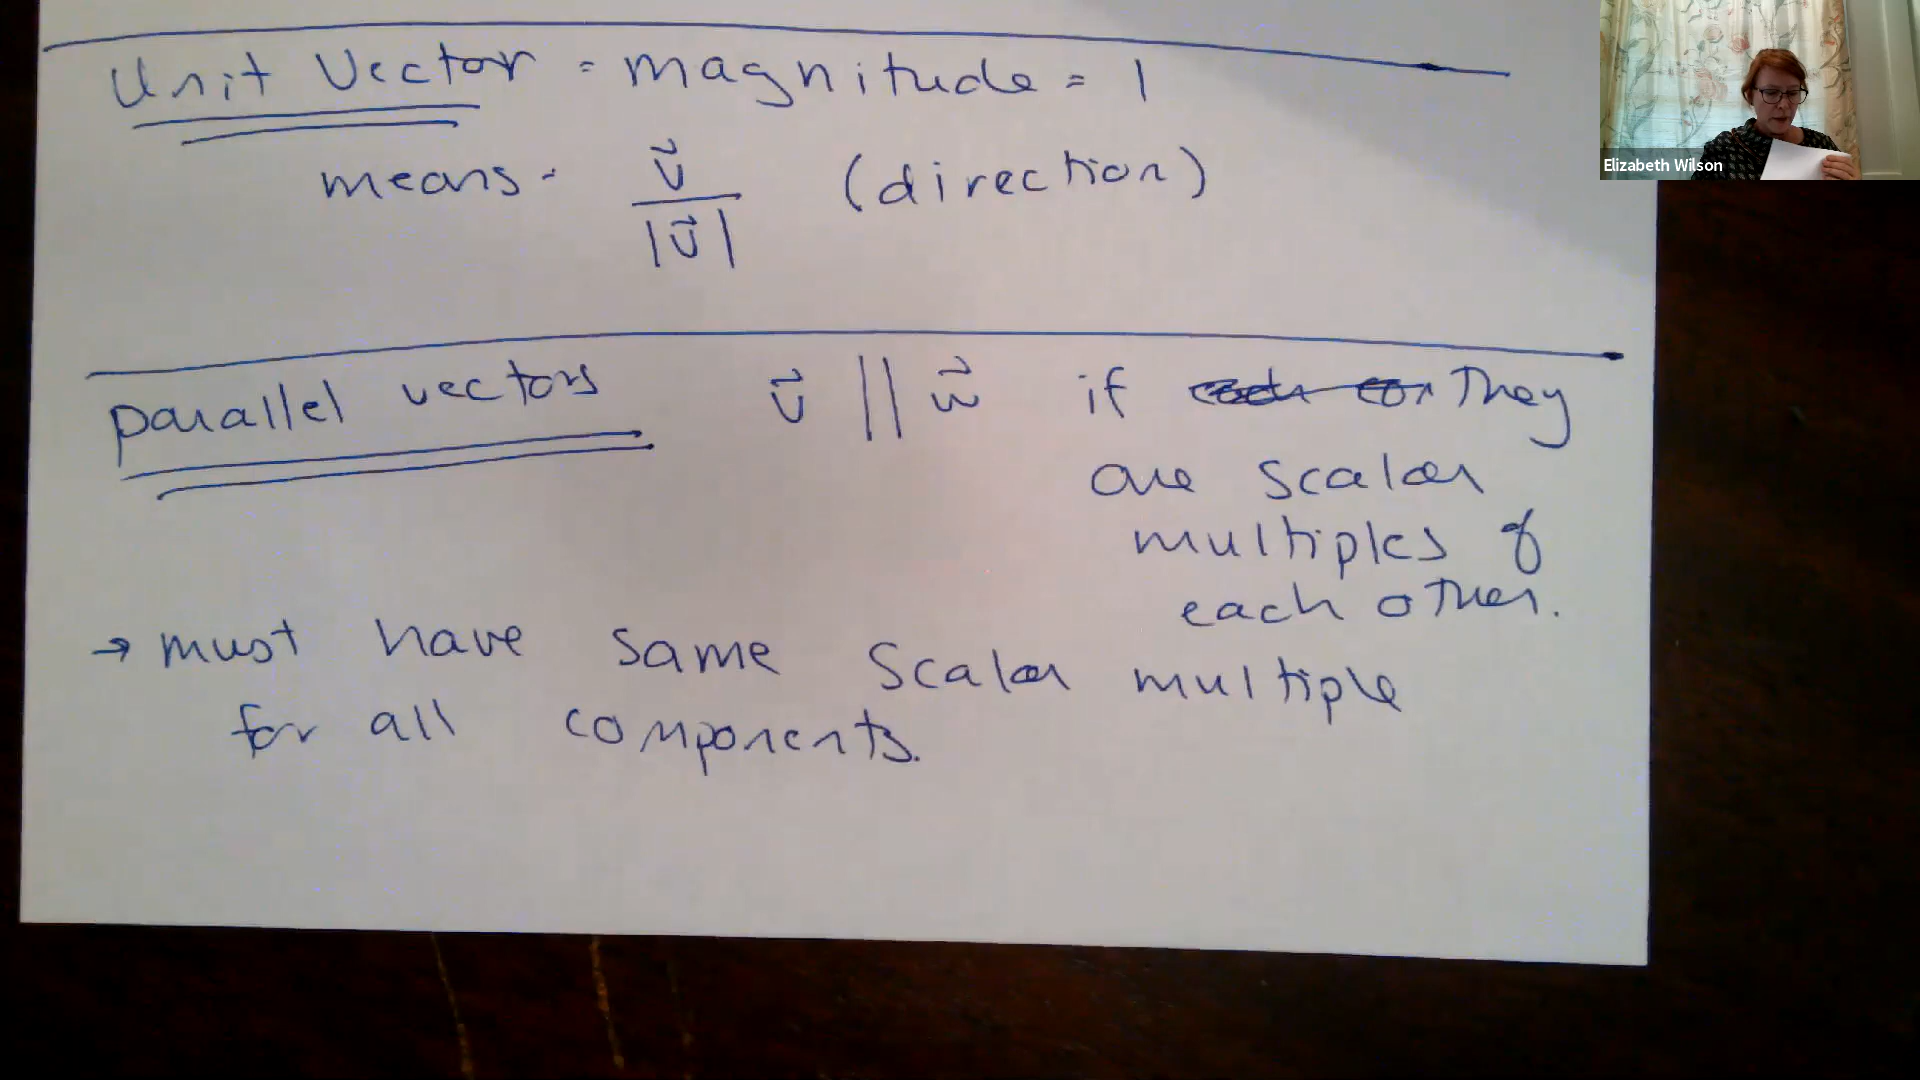 Unit Vector - magnitude = 1
means - v⃗ / |v⃗| (direction)
Elizabeth Wilson
parallel vectors v⃗ || w⃗ if They
are scalar
multiples of
each other.
→ must have same scalar multiple
for all components.